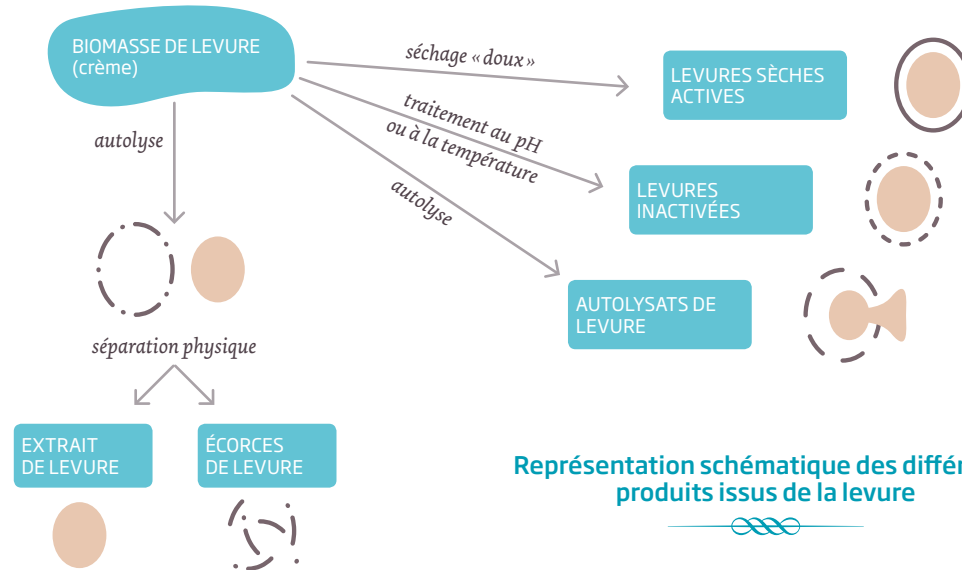 BIOMASSE DE LEVURE
(crème)
séchage « doux »
LEVURES SÈCHES
ACTIVES
traitement au pH
ou à la température
autolyse
LEVURES
INACTIVÉES
autolyse
AUTOLYSATS DE
LEVURE
séparation physique
EXTRAIT
DE LEVURE
ÉCORCES
DE LEVURE
Représentation schématique des différ
produits issus de la levure